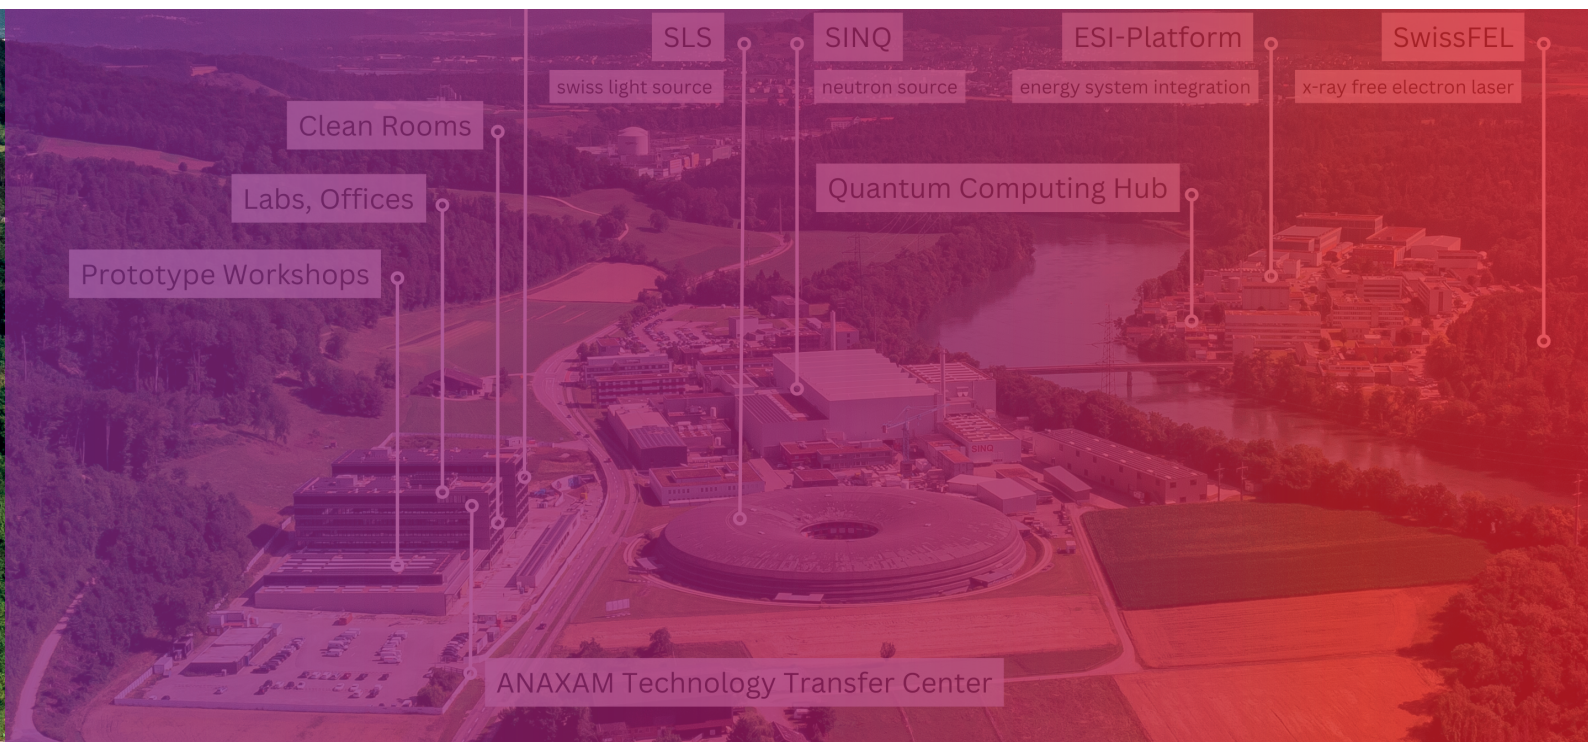 SLS
swiss light source
SINQ
neutron source
ESI-Platform
energy system integration
SwissFEL
x-ray free electron laser
Clean Rooms
Quantum Computing Hub
Labs, Offices
Prototype Workshops
SINQ
ANAXAM Technology Transfer Center